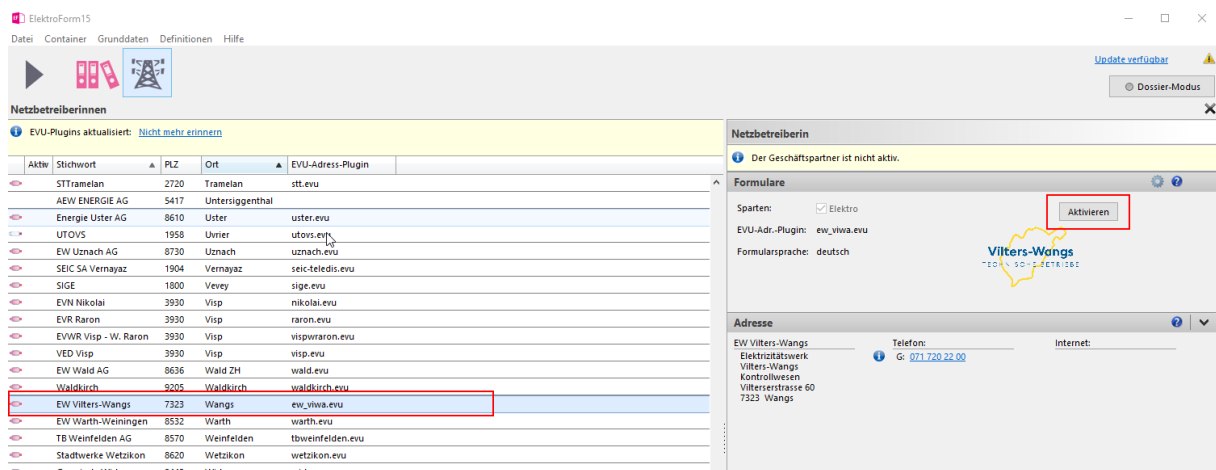 ElektroForm15
Datei Container Grunddaten Definitionen Hilfe
Update verfügbar
Dossier-Modus
Netzbetreiberinnen
EVU-Plugins aktualisiert: Nicht mehr erinnern
Aktiv Stichwort PLZ Ort EVU-Adress-Plugin
STTramelan 2720 Tramelan stt.evu
AEW ENERGIE AG 5417 Untersiggenthal
Energie Uster AG 8610 Uster uster.evu
UTOVS 1958 Uvrier utovs.evu
EW Uznach AG 8730 Uznach uznach.evu
SEIC SA Vernayaz 1904 Vernayaz seic-teledis.evu
SIGE 1800 Vevey sige.evu
EVN Nikolai 3930 Visp nikolai.evu
EVR Raron 3930 Visp raron.evu
EVWR Visp - W. Raron 3930 Visp vispwraron.evu
VED Visp 3930 Visp visp.evu
EW Wald AG 8636 Wald ZH wald.evu
Waldkirch 9205 Waldkirch waldkirch.evu
EW Vilters-Wangs 7323 Wangs ew_viwa.evu
EW Warth-Weiningen 8532 Warth warth.evu
TB Weinfelden AG 8570 Weinfelden tbweinfelden.evu
Stadtwerke Wetzikon 8620 Wetzikon wetzikon.evu
Netzbetreiberin
Der Geschäftspartner ist nicht aktiv.
Formulare
Sparten: Elektro
Aktivieren
EVU-Adr.-Plugin: ew_viwa.evu
Formularsprache: deutsch
Vilters-Wangs
TECHNISCHE BETRIEBE
Adresse
EW Vilters-Wangs Telefon: Internet:
Elektrizitätswerk G: 071 720 22 00
Vilters-Wangs
Kontrollwesen
Vilterserstrasse 60
7323 Wangs